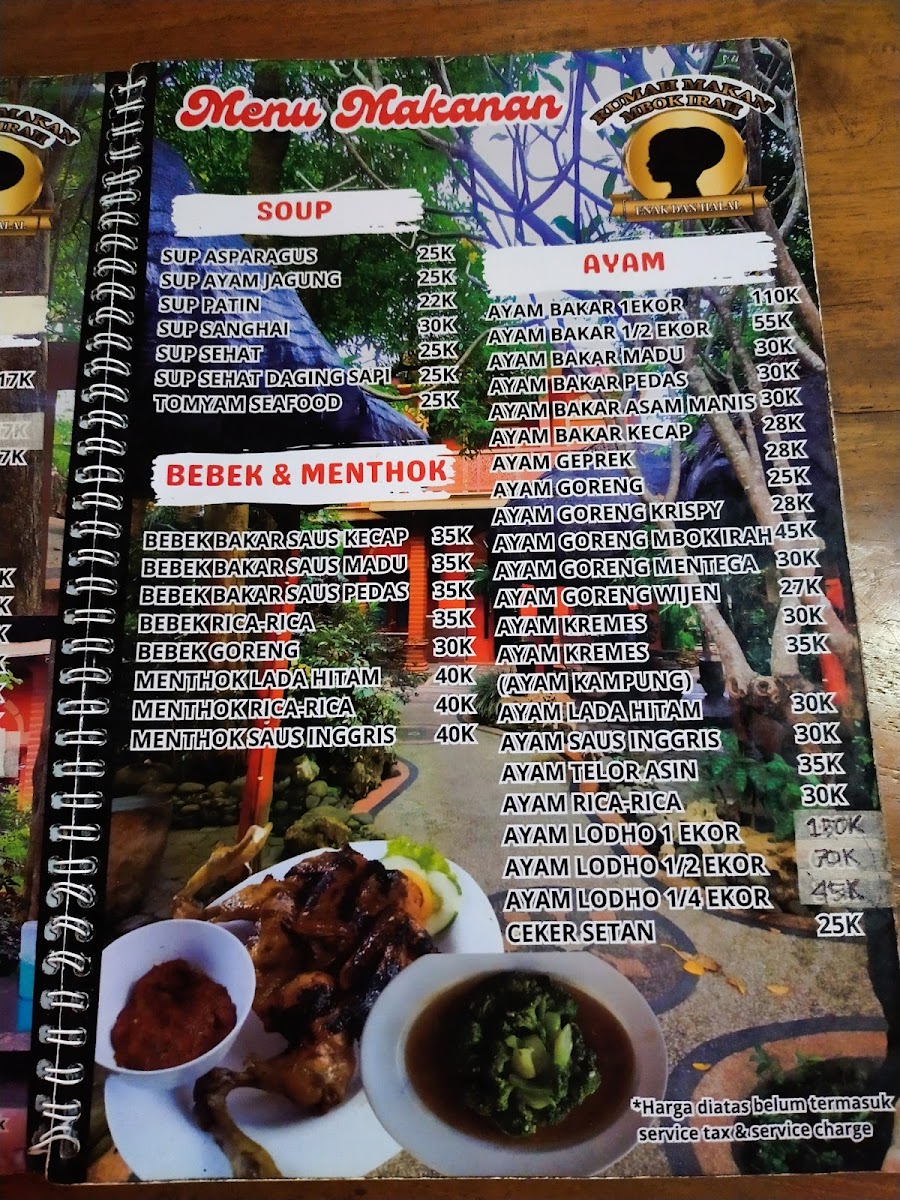 Menu Makanan
RUMAH MAKAN
MBOK IRAH
ENAK DAN HALAL
SOUP
SUP ASPARAGUS 25K
SUP AYAM JAGUNG 25K
SUP PATIN 22K
SUP SANGHAI 30K
SUP SEHAT 25K
SUP SEHAT DAGING SAPI 25K
TOMYAM SEAFOOD 25K
BEBEK & MENTHOK
BEBEK BAKAR SAUS KECAP 35K
BEBEK BAKAR SAUS MADU 35K
BEBEK BAKAR SAUS PEDAS 35K
BEBEK RICA-RICA 35K
BEBEK GORENG 30K
MENTHOK LADA HITAM 40K
MENTHOK RICA-RICA 40K
MENTHOK SAUS INGGRIS 40K
AYAM
AYAM BAKAR 1EKOR 110K
AYAM BAKAR 1/2 EKOR 55K
AYAM BAKAR MADU 30K
AYAM BAKAR PEDAS 30K
AYAM BAKAR ASAM MANIS 30K
AYAM BAKAR KECAP 28K
AYAM GEPREK 28K
AYAM GORENG 25K
AYAM GORENG KRISPY 28K
AYAM GORENG MBOKIRAH 45K
AYAM GORENG MENTEGA 30K
AYAM GORENG WIJEN 27K
AYAM KREMES 30K
AYAM KREMES 35K
(AYAM KAMPUNG)
AYAM LADA HITAM 30K
AYAM SAUS INGGRIS 30K
AYAM TELOR ASIN 35K
AYAM RICA-RICA 30K
AYAM LODHO 1 EKOR
AYAM LODHO 1/2 EKOR 70K
AYAM LODHO 1/4 EKOR 45K
CEKER SETAN 25K
*Harga diatas belum termasuk
service tax & service charge